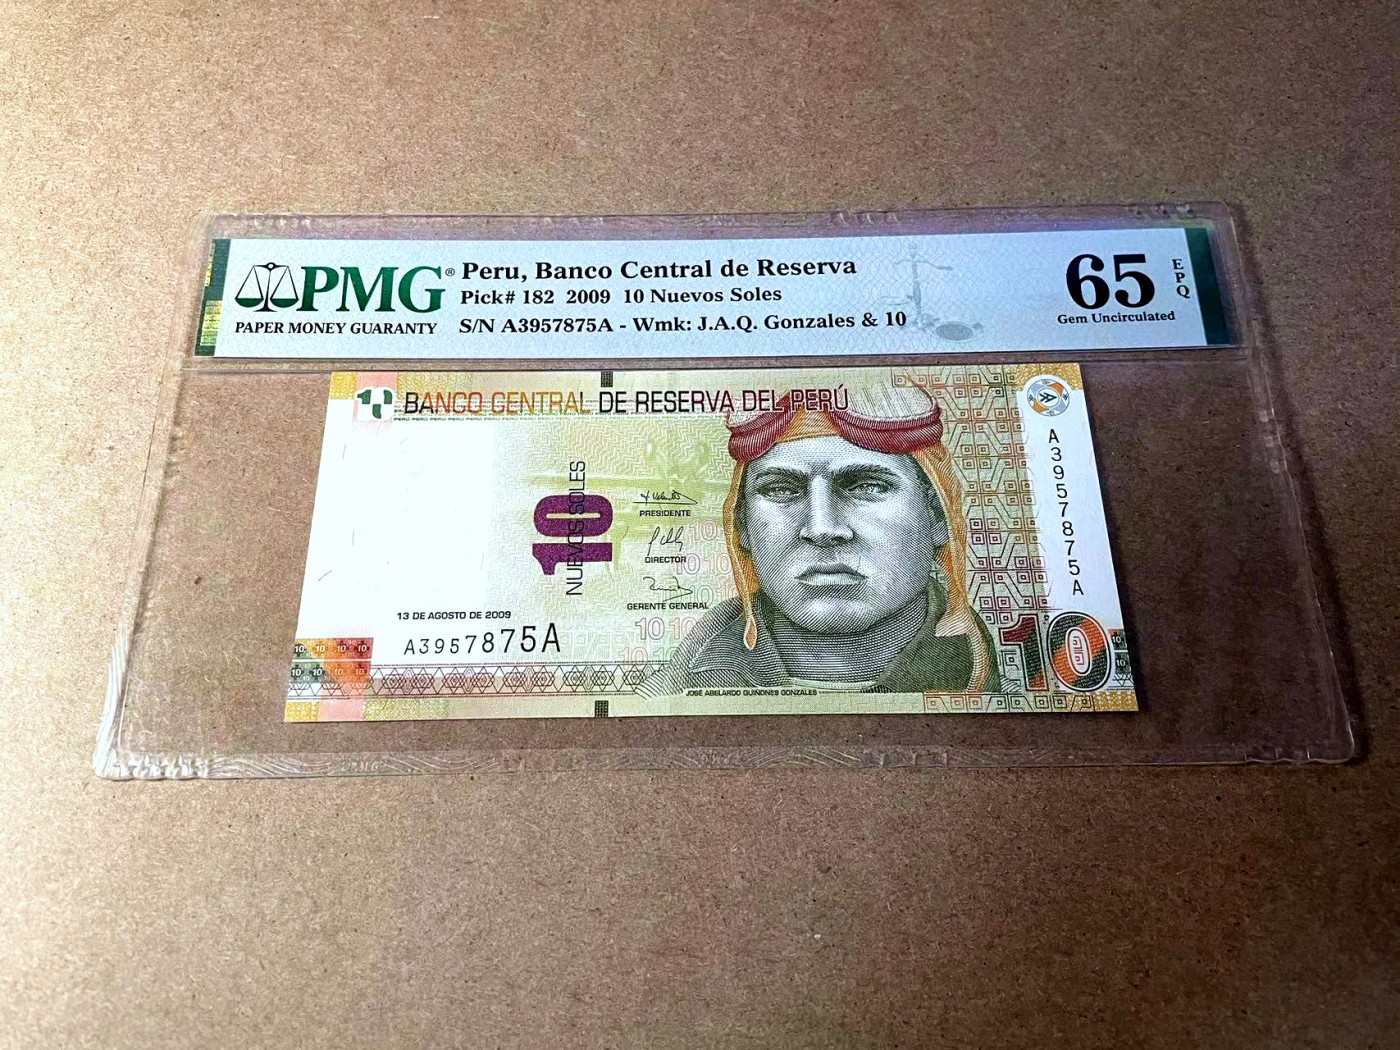 PMG®
PAPER MONEY GUARANTY
Peru, Banco Central de Reserva
Pick# 182 2009 10 Nuevos Soles
S/N A3957875A - Wmk: J.A.Q. Gonzales & 10
65
EPQ
Gem Uncirculated
10 BANCO CENTRAL DE RESERVA DEL PERÚ
10
NUEVOS SOLES
PRESIDENTE
DIRECTOR
GERENTE GENERAL
13 DE AGOSTO DE 2009
A3957875A
A3957875A
10
JOSÉ ABELARDO QUIÑONES GONZALES